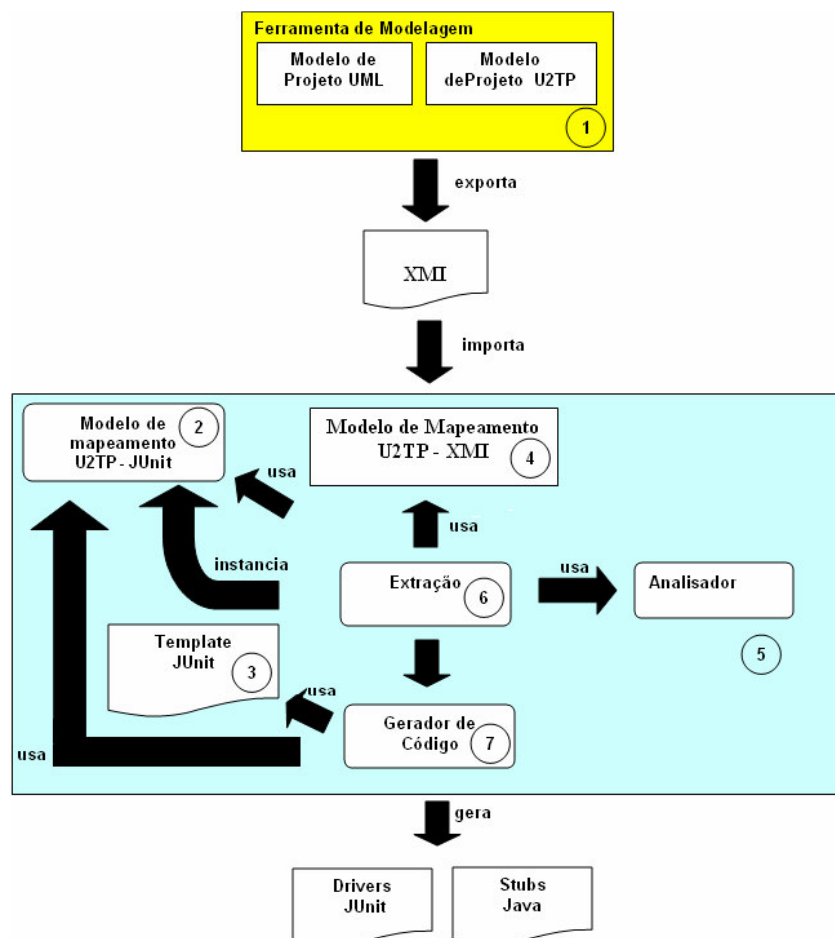 Ferramenta de Modelagem
Modelo de
Projeto UML
Modelo
deProjeto U2TP
1
exporta
XMI
importa
Modelo de
mapeamento
U2TP - JUnit
2
Modelo de Mapeamento
U2TP - XMI
4
usa
usa
instancia
Extração
6
usa
Analisador
5
Template
JUnit
3
usa
Gerador de
Código
7
usa
gera
Drivers
JUnit
Stubs
Java